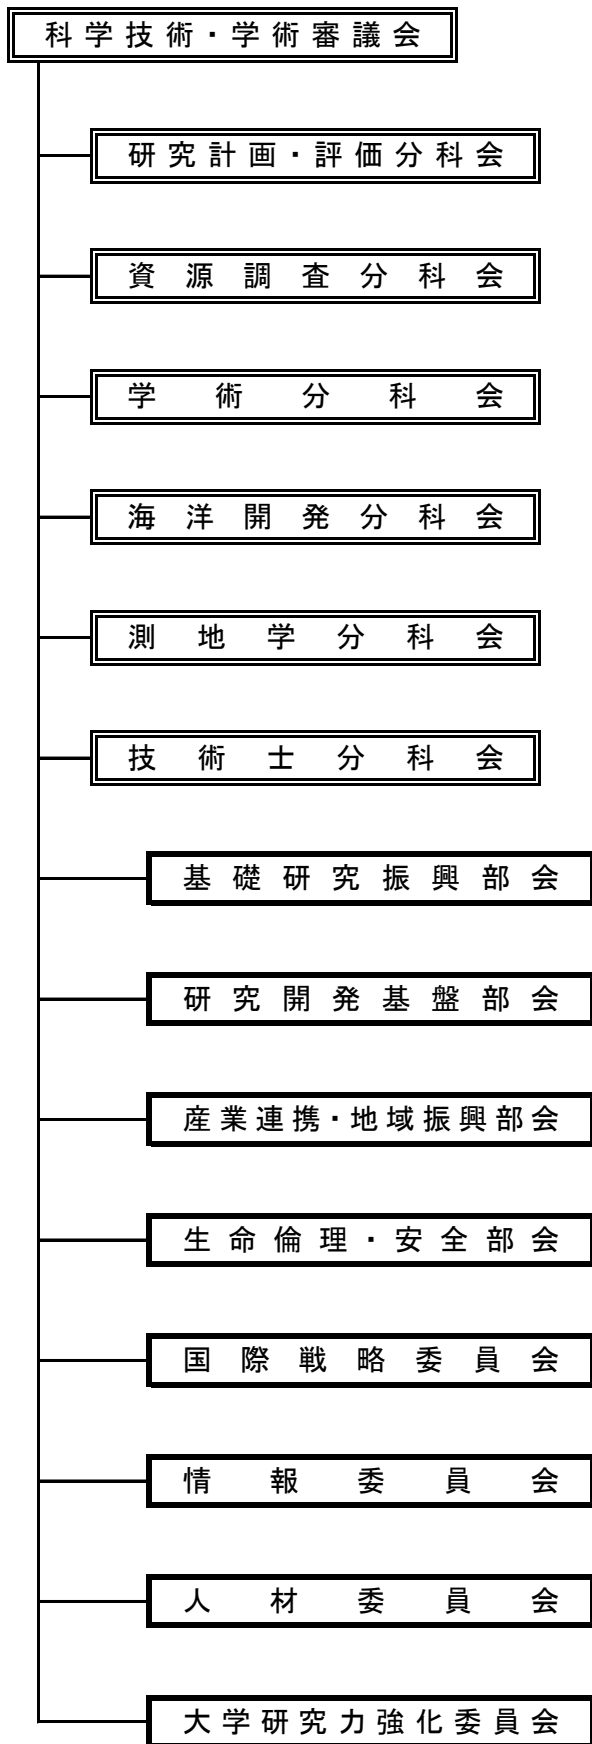 科学技術・学術審議会
研究計画・評価分科会
資源調査分科会
学術分科会
海洋開発分科会
測地学分科会
技術士分科会
基礎研究振興部会
研究開発基盤部会
産業連携・地域振興部会
生命倫理・安全部会
国際戦略委員会
情報委員会
人材委員会
大学研究力強化委員会